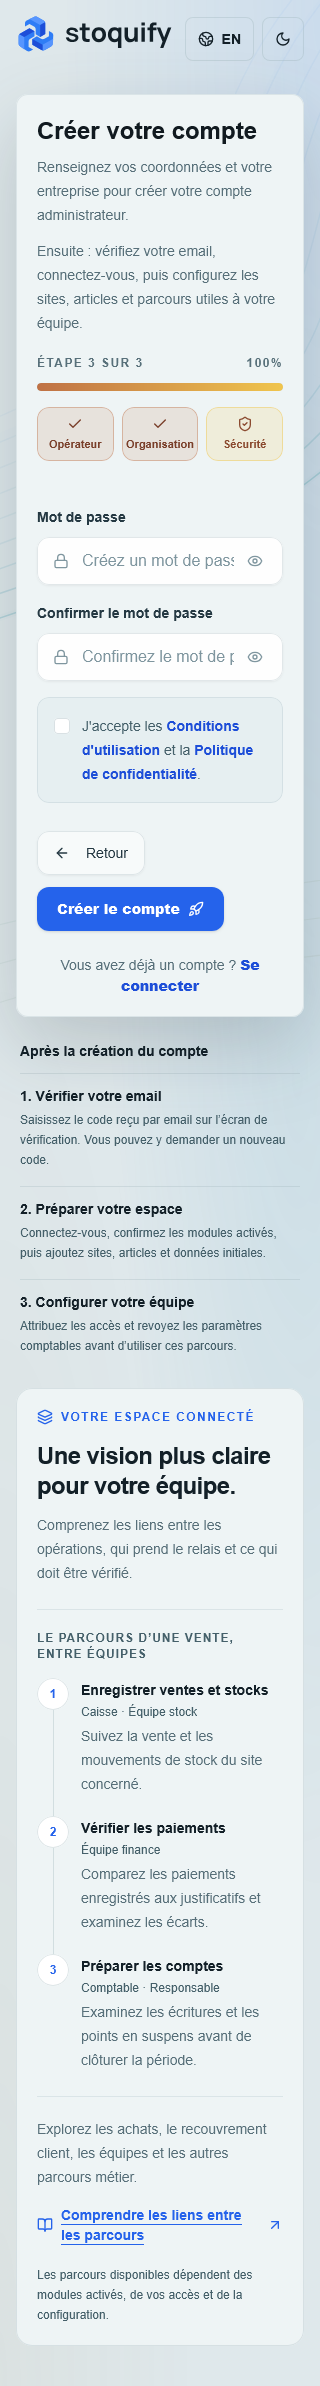 stoquify
EN
Créer votre compte
Renseignez vos coordonnées et votre
entreprise pour créer votre compte
administrateur.
Ensuite : vérifiez votre email,
connectez-vous, puis configurez les
sites, articles et parcours utiles à votre
équipe.
ÉTAPE 3 SUR 3
100%
Opérateur
Organisation
Sécurité
Mot de passe
Créez un mot de pass
Confirmer le mot de passe
Confirmez le mot de p
J'accepte les Conditions
d'utilisation et la Politique
de confidentialité.
Retour
Créer le compte
Vous avez déjà un compte ? Se
connecter
Après la création du compte
1. Vérifier votre email
Saisissez le code reçu par email sur l’écran de
vérification. Vous pouvez y demander un nouveau
code.
2. Préparer votre espace
Connectez-vous, confirmez les modules activés,
puis ajoutez sites, articles et données initiales.
3. Configurer votre équipe
Attribuez les accès et revoyez les paramètres
comptables avant d’utiliser ces parcours.
VOTRE ESPACE CONNECTÉ
Une vision plus claire
pour votre équipe.
Comprenez les liens entre les
opérations, qui prend le relais et ce qui
doit être vérifié.
LE PARCOURS D’UNE VENTE,
ENTRE ÉQUIPES
1
Enregistrer ventes et stocks
Caisse · Équipe stock
Suivez la vente et les
mouvements de stock du site
concerné.
2
Vérifier les paiements
Équipe finance
Comparez les paiements
enregistrés aux justificatifs et
examinez les écarts.
3
Préparer les comptes
Comptable · Responsable
Examinez les écritures et les
points en suspens avant de
clôturer la période.
Explorez les achats, le recouvrement
client, les équipes et les autres
parcours métier.
Comprendre les liens entre
les parcours
Les parcours disponibles dépendent des
modules activés, de vos accès et de la
configuration.